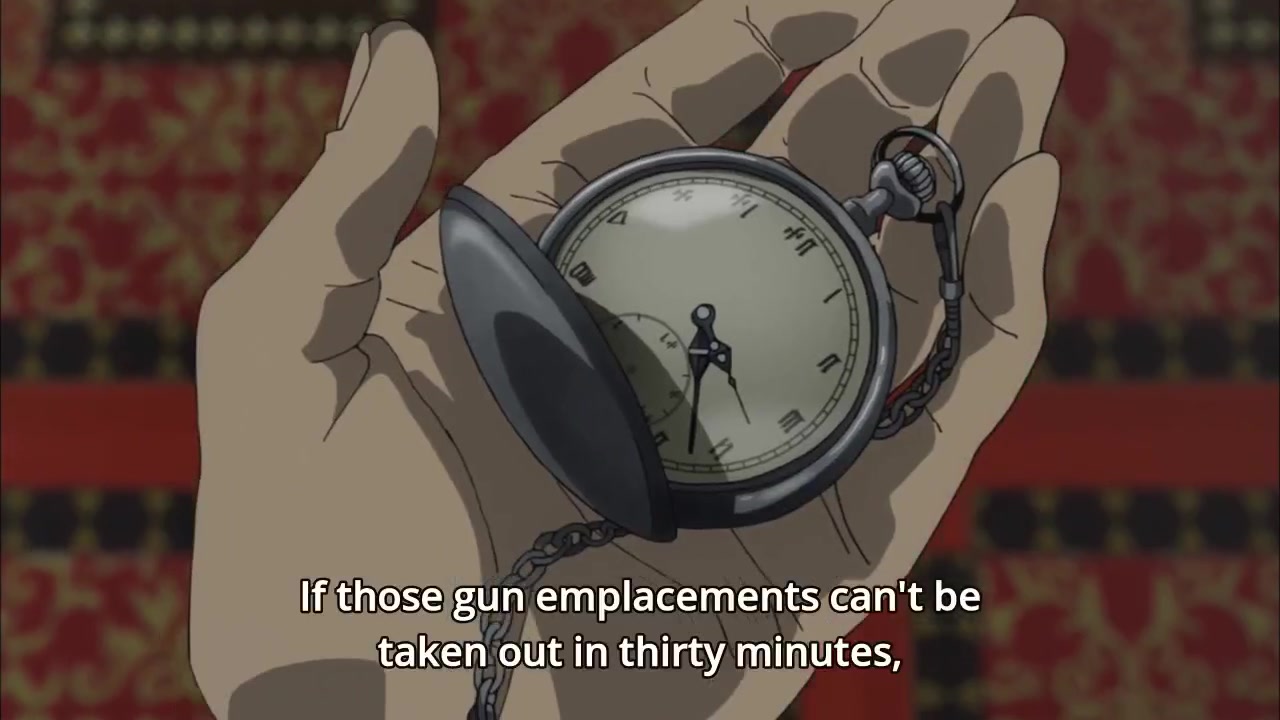 If those gun emplacements can't be
taken out in thirty minutes,